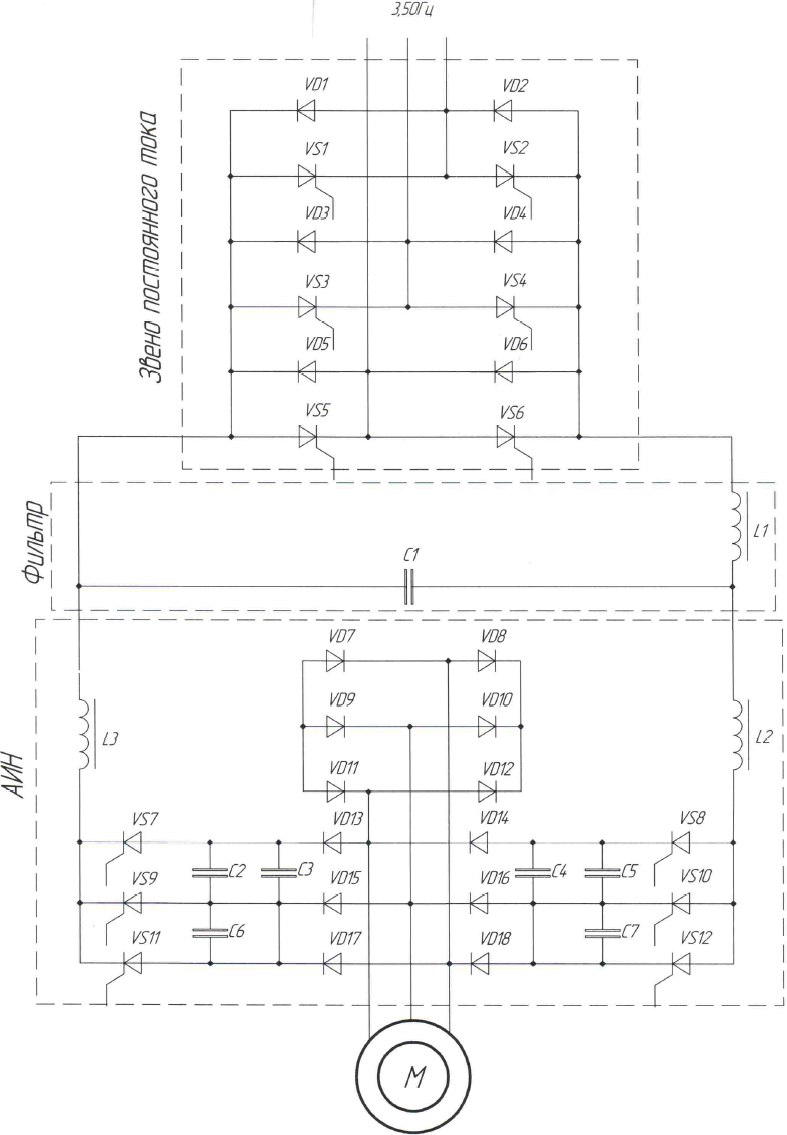 3,50Гц
Звено постоянного тока
VD1
VD2
VS1
VS2
VD3
VD4
VS3
VS4
VD5
VD6
VS5
VS6
Фильтр
L1
C1
АИН
VD7
VD8
VD9
VD10
L3
L2
VD11
VD12
VS7
VD13
VD14
VS8
C2
C3
C4
C5
VS9
VD15
VD16
VS10
C6
C7
VS11
VD17
VD18
VS12
М